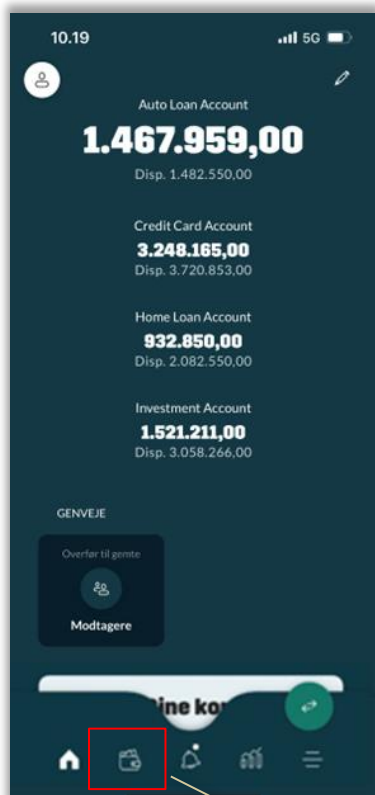 10.19
5G
Auto Loan Account
1.467.959,00
Disp. 1.482.550,00
Credit Card Account
3.248.165,00
Disp. 3.720.853,00
Home Loan Account
932.850,00
Disp. 2.082.550,00
Investment Account
1.521.211,00
Disp. 3.058.266,00
GENVEJE
Overfør til gemte
Modtagere